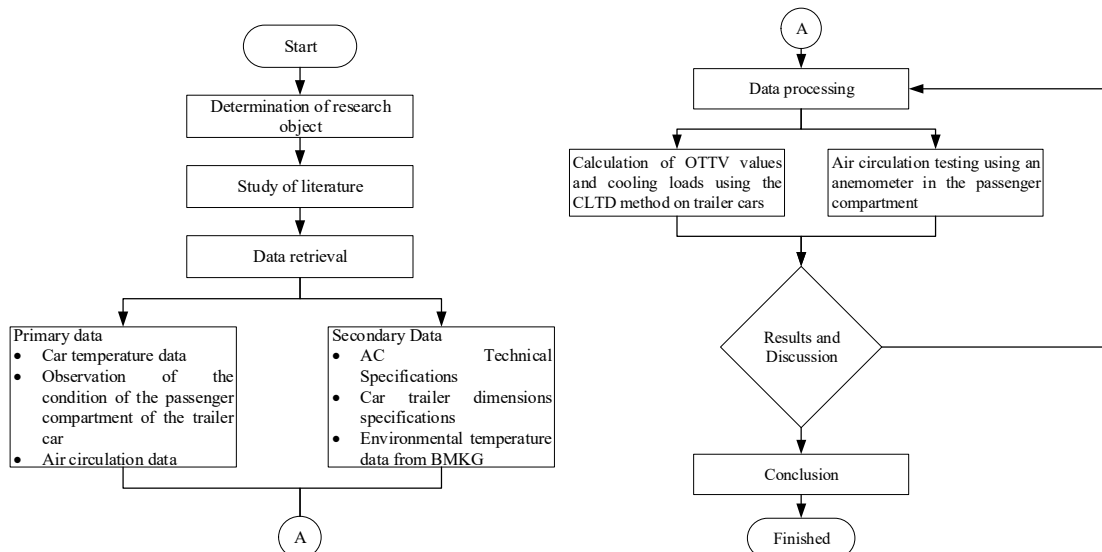 Start
Determination of research
object
Study of literature
Data retrieval
Primary data
• Car temperature data
• Observation of the
condition of the passenger
compartment of the trailer
car
• Air circulation data
Secondary Data
• AC Technical
Specifications
• Car trailer dimensions
specifications
• Environmental temperature
data from BMKG
A
A
Data processing
Calculation of OTTV values
and cooling loads using the
CLTD method on trailer cars
Air circulation testing using an
anemometer in the passenger
compartment
Results and
Discussion
Conclusion
Finished